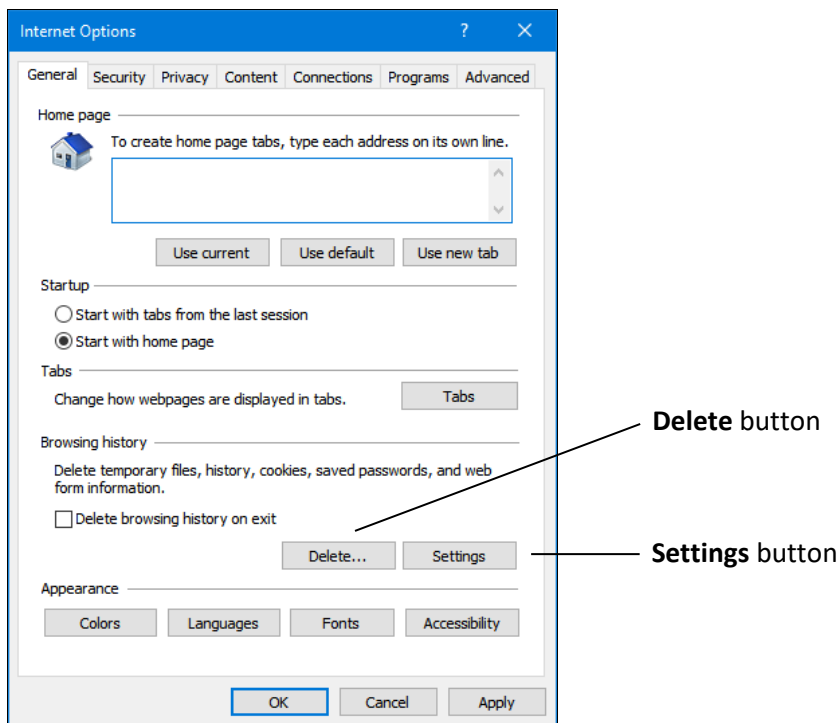 Internet Options ?
General Security Privacy Content Connections Programs Advanced
Home page
To create home page tabs, type each address on its own line.
Use current Use default Use new tab
Startup
Start with tabs from the last session
Start with home page
Tabs
Change how webpages are displayed in tabs. Tabs
Browsing history
Delete temporary files, history, cookies, saved passwords, and web
form information.
Delete browsing history on exit
Delete... Settings
Appearance
Colors Languages Fonts Accessibility
OK Cancel Apply
Delete button
Settings button